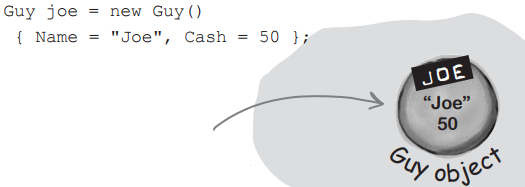 Guy joe = new Guy()
{ Name = "Joe", Cash = 50 };
JOE
“Joe”
50
Guy object